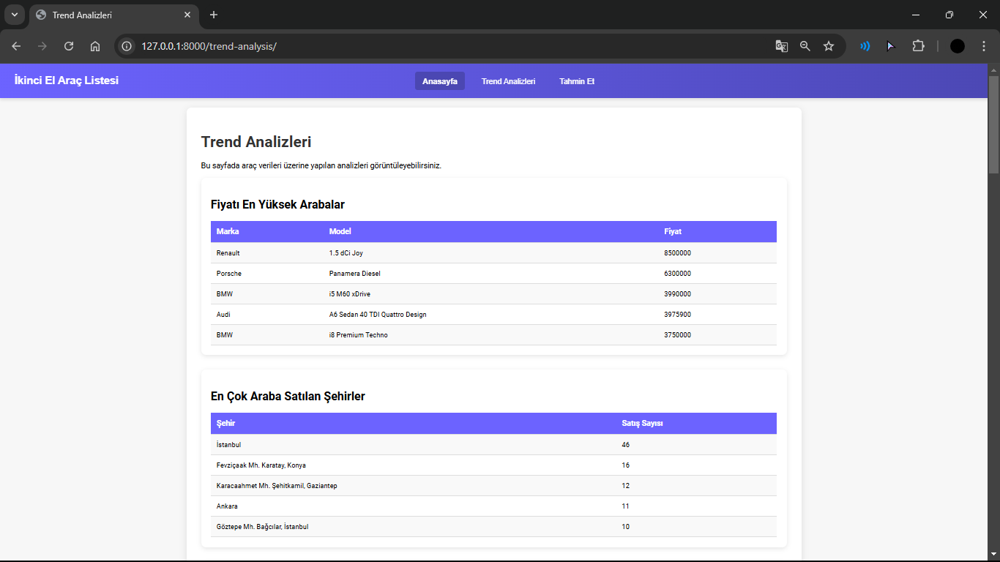 Trend Analizleri
127.0.0.1:8000/trend-analysis/
İkinci El Araç Listesi
Anasayfa Trend Analizleri Tahmin Et
Trend Analizleri
Bu sayfada araç verileri üzerine yapılan analizleri görüntüleyebilirsiniz.
Fiyatı En Yüksek Arabalar
Marka Model Fiyat
Renault 1.5 dCi Joy 8500000
Porsche Panamera Diesel 6300000
BMW i5 M60 xDrive 3990000
Audi A6 Sedan 40 TDI Quattro Design 3975900
BMW i8 Premium Techno 3750000
En Çok Araba Satılan Şehirler
Şehir Satış Sayısı
İstanbul 46
Fevziçaak Mh. Karatay, Konya 16
Karacaahmet Mh. Şehitkamil, Gaziantep 12
Ankara 11
Göztepe Mh. Bağcılar, İstanbul 10